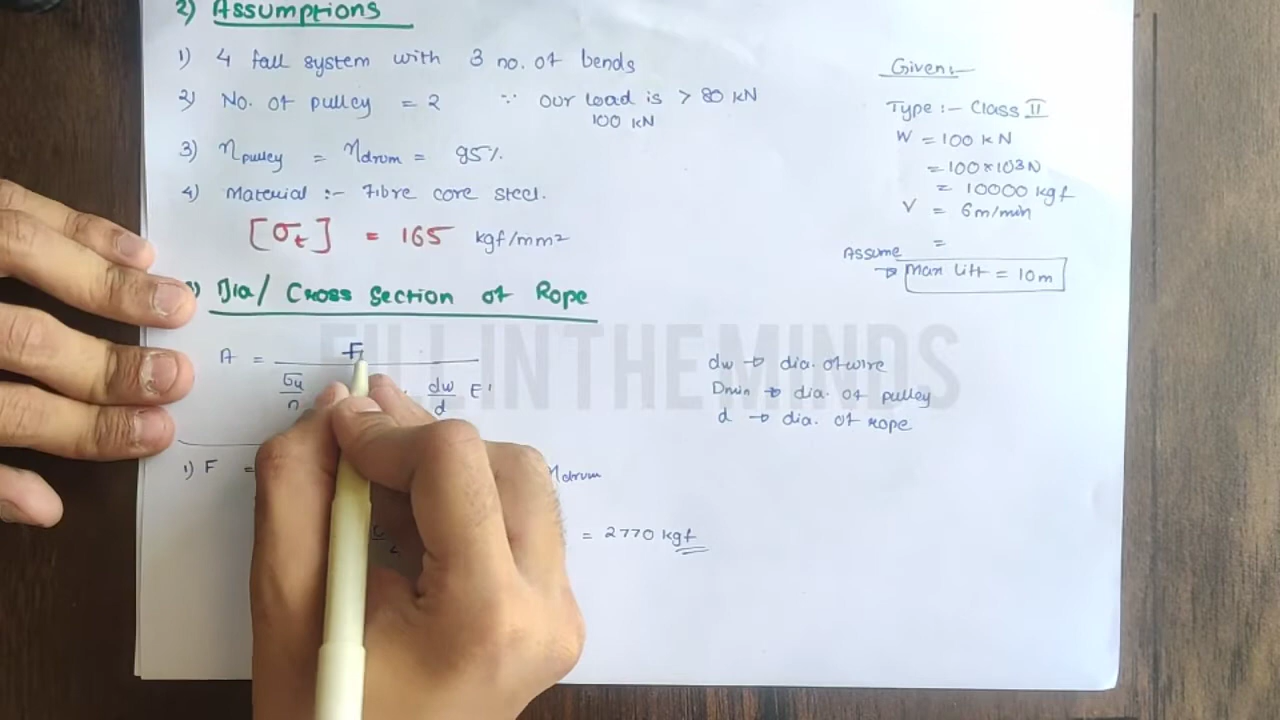 2) Assumptions
1) 4 fall system with 3 no. of bends
2) No. of pulley = 2 ∵ our load is > 80 kN
100 kN
3) ηpulley = ηdrum = 95%.
4) Material :- Fibre core steel.
[σt] = 165 kgf/mm²
Dia/ Cross section of Rope
A = F
σu/n dw/d E'
1) F = ηdrum
= 2770 kgf
Given:-
Type :- Class II
W = 100 kN
= 100×103N
= 10000 kgf
V = 6m/min
=
Assume
→ Max lift = 10m
dw → dia. of wire
Dmin → dia. of pulley
d → dia. of rope
FILLINTHEMINDS